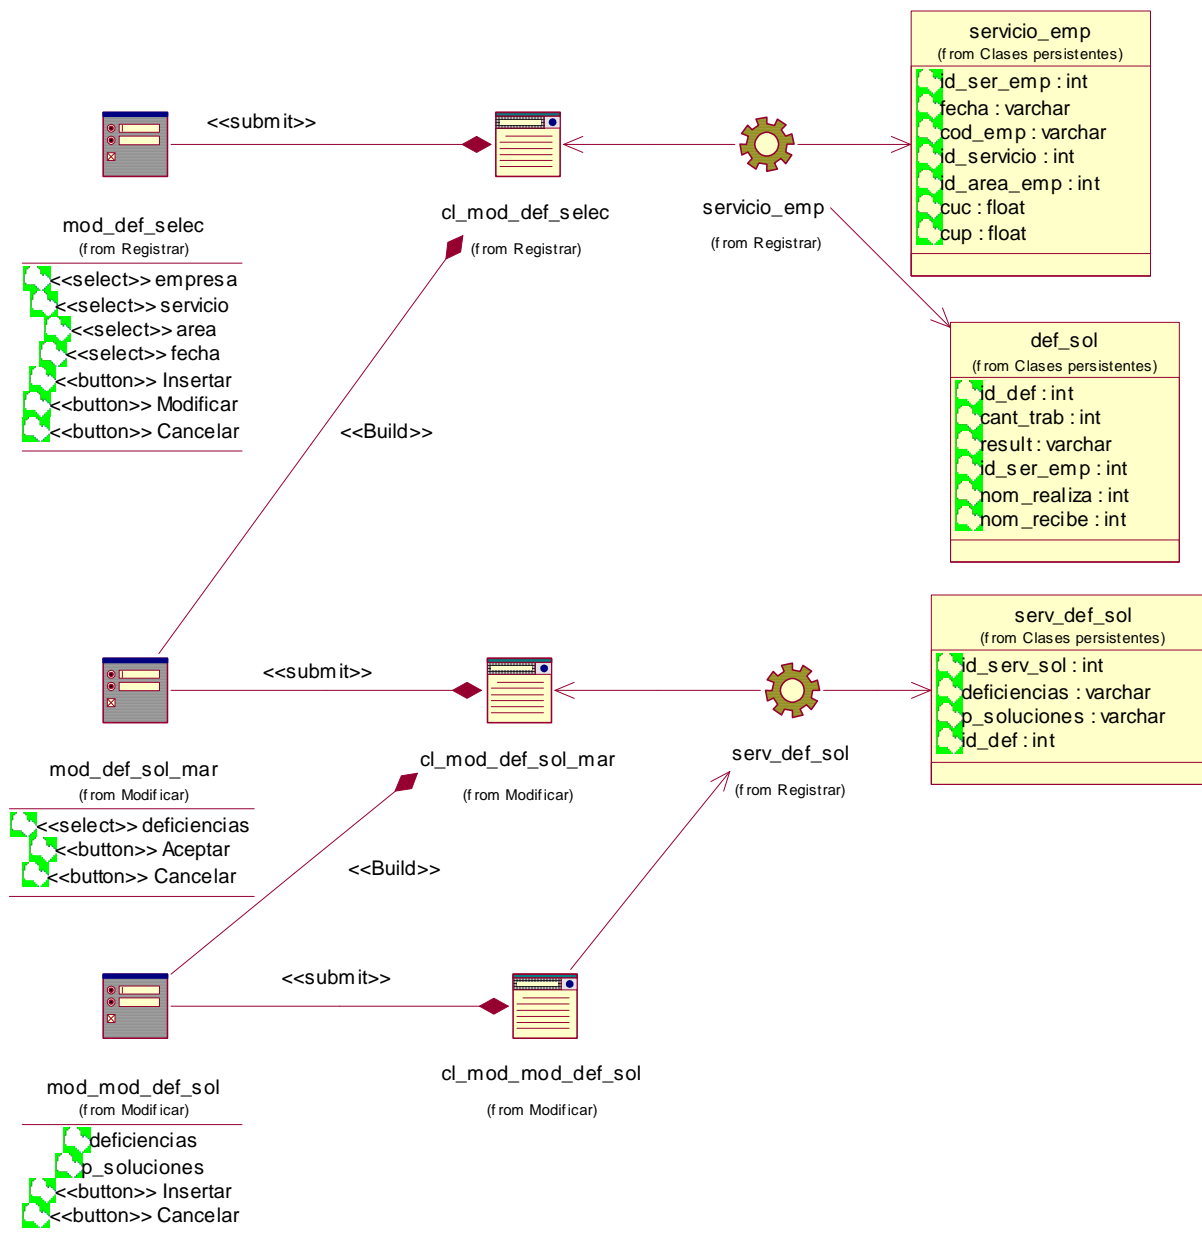 servicio_emp
(from Clases persistentes)
id_ser_emp : int
fecha : varchar
cod_emp : varchar
id_servicio : int
id_area_emp : int
cuc : float
cup : float
<<submit>>
mod_def_selec
(from Registrar)
<<select>> empresa
<<select>> servicio
<<select>> area
<<select>> fecha
<<button>> Insertar
<<button>> Modificar
<<button>> Cancelar
cl_mod_def_selec
(from Registrar)
servicio_emp
(from Registrar)
def_sol
(from Clases persistentes)
id_def : int
cant_trab : int
result : varchar
id_ser_emp : int
nom_realiza : int
nom_recibe : int
<<Build>>
serv_def_sol
(from Clases persistentes)
id_serv_sol : int
deficiencias : varchar
p_soluciones : varchar
id_def : int
<<submit>>
mod_def_sol_mar
(from Modificar)
<<select>> deficiencias
<<button>> Aceptar
<<button>> Cancelar
cl_mod_def_sol_mar
(from Modificar)
serv_def_sol
(from Registrar)
<<Build>>
<<submit>>
mod_mod_def_sol
(from Modificar)
deficiencias
p_soluciones
<<button>> Insertar
<<button>> Cancelar
cl_mod_mod_def_sol
(from Modificar)